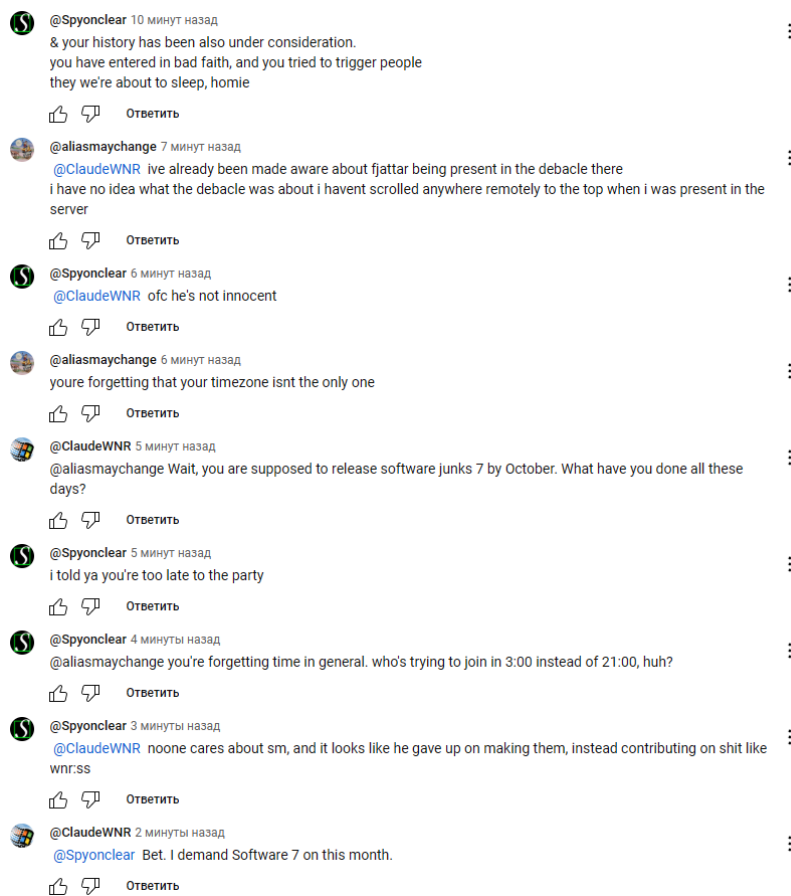 @Spyonclear 10 минут назад
& your history has been also under consideration.
you have entered in bad faith, and you tried to trigger people
they we're about to sleep, homie
Ответить
@aliasmaychange 7 минут назад
@ClaudeWNR ive already been made aware about fjattar being present in the debacle there
i have no idea what the debacle was about i havent scrolled anywhere remotely to the top when i was present in the
server
Ответить
@Spyonclear 6 минут назад
@ClaudeWNR ofc he's not innocent
Ответить
@aliasmaychange 6 минут назад
youre forgetting that your timezone isnt the only one
Ответить
@ClaudeWNR 5 минут назад
@aliasmaychange Wait, you are supposed to release software junks 7 by October. What have you done all these
days?
Ответить
@Spyonclear 5 минут назад
i told ya you're too late to the party
Ответить
@Spyonclear 4 минуты назад
@aliasmaychange you're forgetting time in general. who's trying to join in 3:00 instead of 21:00, huh?
Ответить
@Spyonclear 3 минуты назад
@ClaudeWNR noone cares about sm, and it looks like he gave up on making them, instead contributing on shit like
wnr:ss
Ответить
@ClaudeWNR 2 минуты назад
@Spyonclear Bet. I demand Software 7 on this month.
Ответить